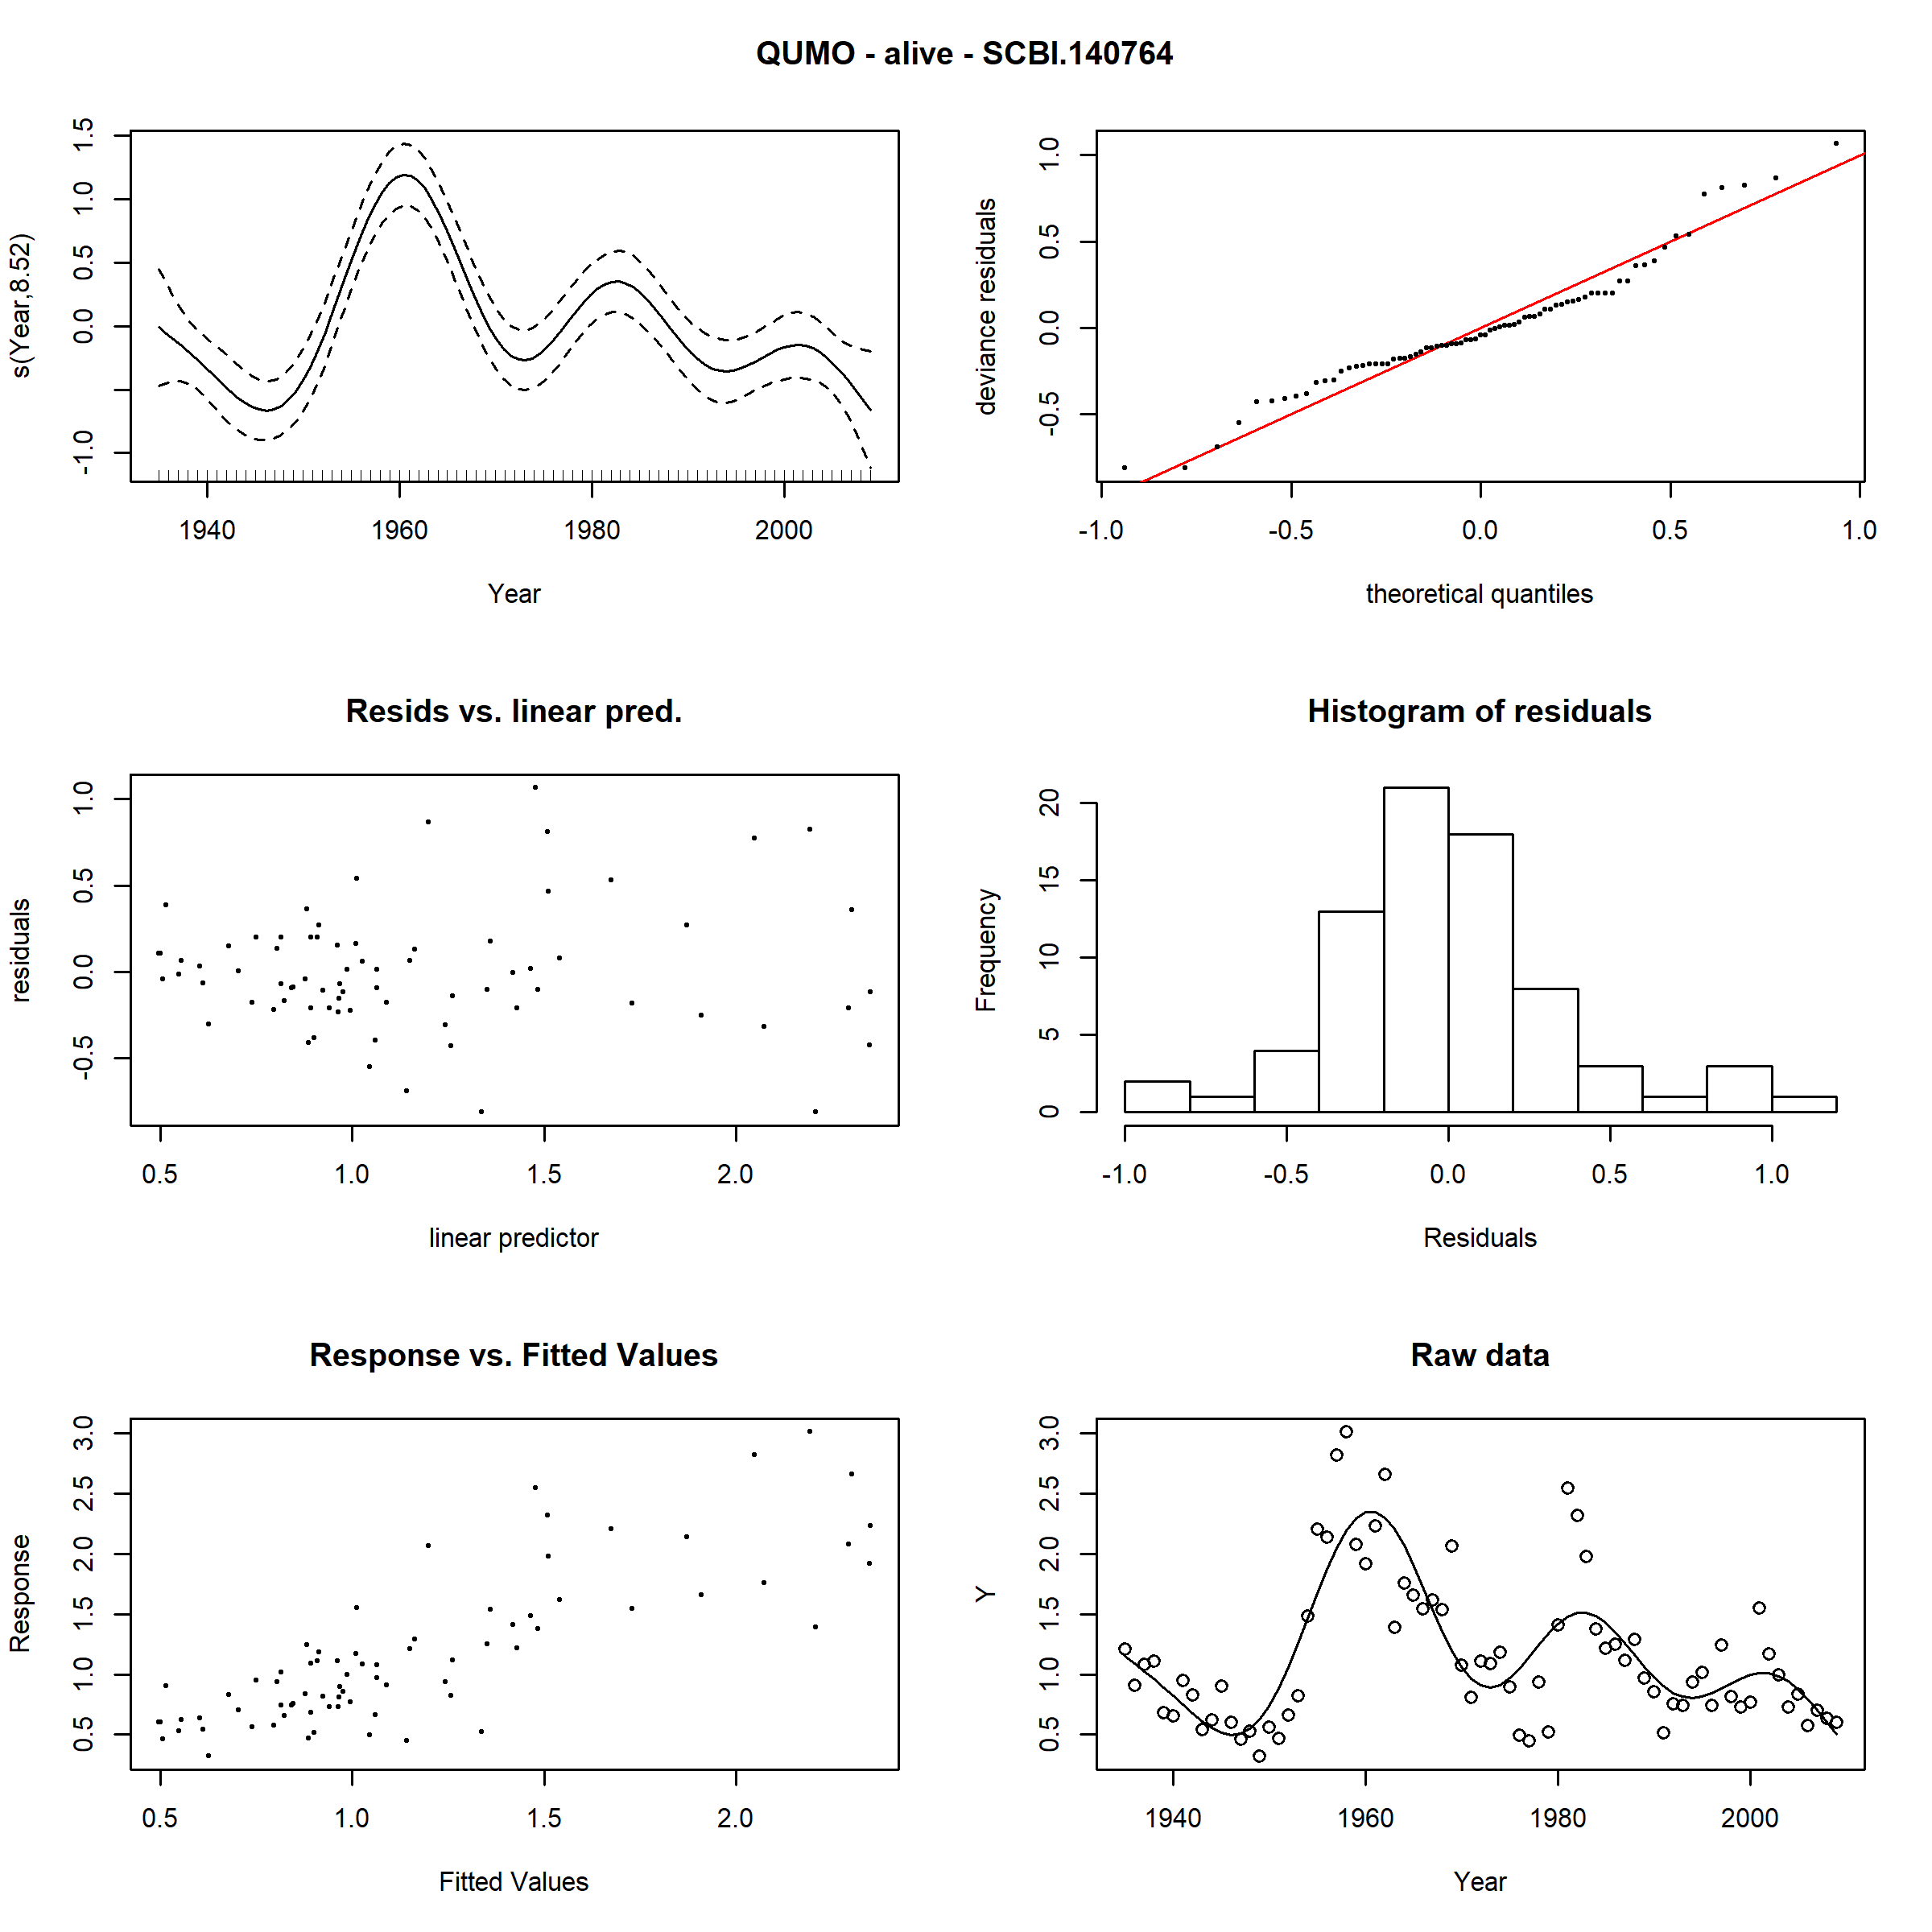 QUMO - alive - SCBI.140764
s(Year,8.52)
-1.0 0.0 0.5 1.0 1.5
1940 1960 1980 2000
Year
deviance residuals
-0.5 0.0 0.5 1.0
-1.0 -0.5 0.0 0.5 1.0
theoretical quantiles
Resids vs. linear pred.
residuals
-0.5 0.0 0.5 1.0
0.5 1.0 1.5 2.0
linear predictor
Histogram of residuals
Frequency
0 5 10 15 20
-1.0 -0.5 0.0 0.5 1.0
Residuals
Response vs. Fitted Values
Response
0.5 1.0 1.5 2.0 2.5 3.0
0.5 1.0 1.5 2.0
Fitted Values
Raw data
Y
0.5 1.0 1.5 2.0 2.5 3.0
1940 1960 1980 2000
Year